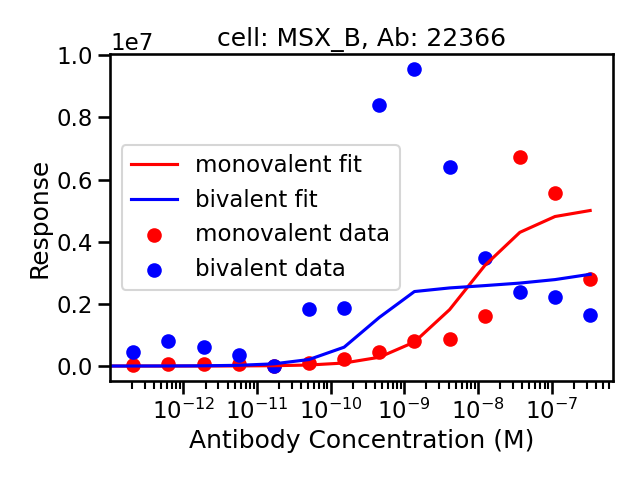 cell: MSX_B, Ab: 22366
1e7
1.0
0.8
0.6
0.4
0.2
0.0
Response
monovalent fit
bivalent fit
monovalent data
bivalent data
10⁻¹² 10⁻¹¹ 10⁻¹⁰ 10⁻⁹ 10⁻⁸ 10⁻⁷
Antibody Concentration (M)